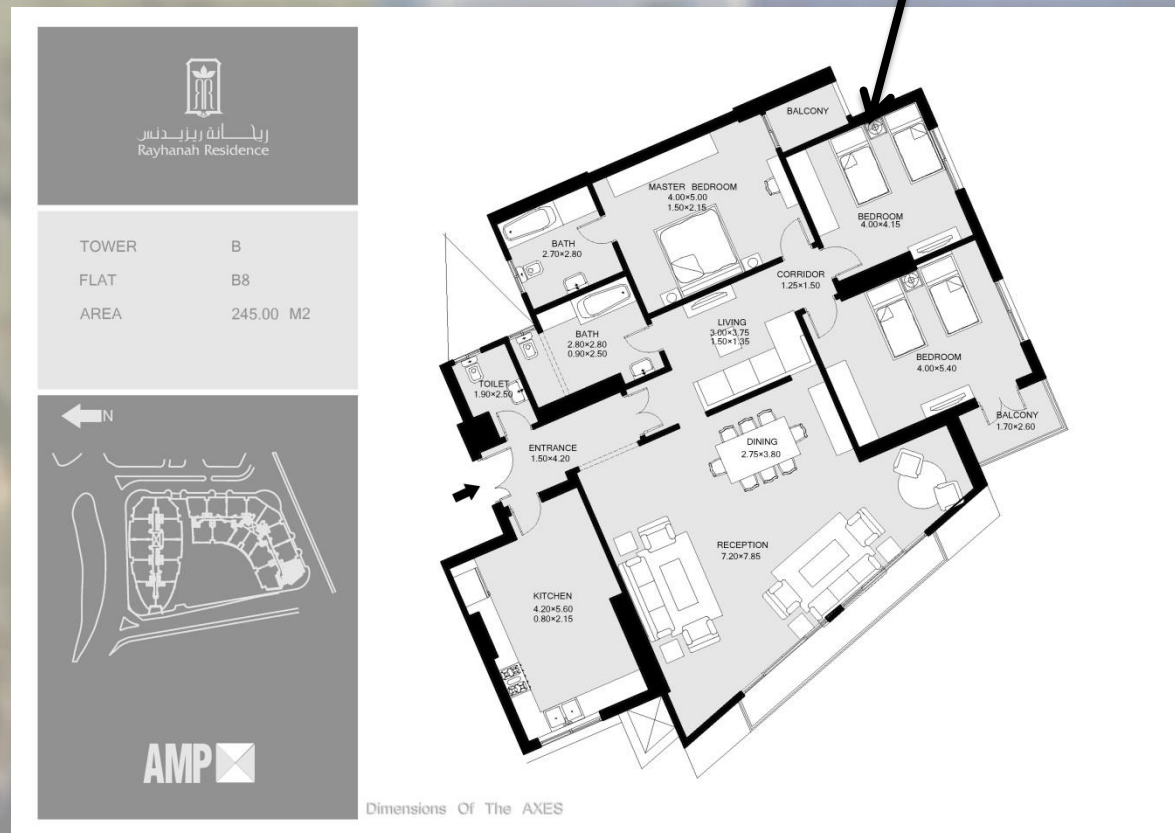 ريحانة ريزيدنس
Rayhanah Residence
TOWER B
FLAT B8
AREA 245.00 M2
N
AMP
BALCONY
MASTER BEDROOM
4.00×5.00
1.50×2.15
BEDROOM
4.00×4.15
BATH
2.70×2.80
CORRIDOR
1.25×1.50
LIVING
3.00×3.75
1.50×1.35
BATH
2.80×2.80
0.90×2.50
BEDROOM
4.00×5.40
TOILET
1.90×2.50
BALCONY
1.70×2.60
ENTRANCE
1.50×4.20
DINING
2.75×3.80
RECEPTION
7.20×7.85
KITCHEN
4.20×5.60
0.80×2.15
Dimensions Of The AXES